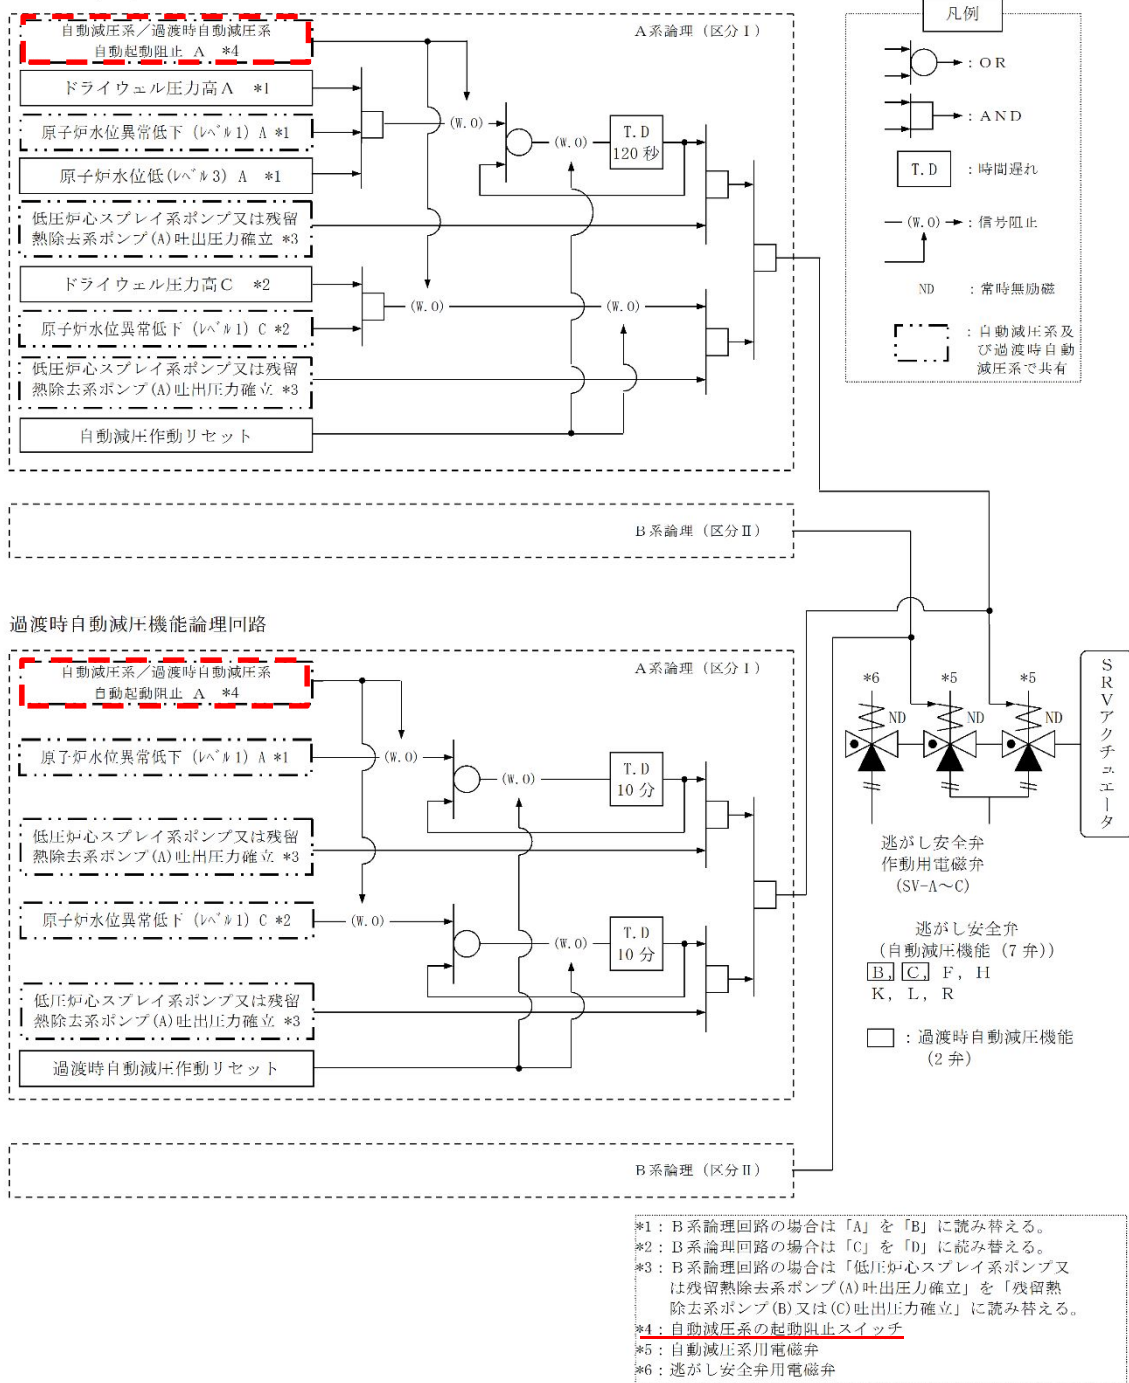 自動減圧系／過渡時自動減圧系
自動起動阻止 A *4
A系論理（区分Ⅰ）
ドライウェル圧力高A *1
原子炉水位異常低下（ﾚﾍﾞﾙ1）A *1
原子炉水位低(ﾚﾍﾞﾙ3) A *1
低圧炉心スプレイ系ポンプ又は残留
熱除去系ポンプ(A)吐出圧力確立 *3
ドライウェル圧力高C *2
原子炉水位異常低下（ﾚﾍﾞﾙ1）C *2
低圧炉心スプレイ系ポンプ又は残留
熱除去系ポンプ(A)吐出圧力確立 *3
自動減圧作動リセット
(W.O)
(W.O)
T.D
120秒
(W.O)
(W.O)
凡例
：OR
：AND
T.D
：時間遅れ
(W.O)
：信号阻止
ND
：常時無励磁
：自動減圧系及
び過渡時自動
減圧系で共有
B系論理（区分Ⅱ）
過渡時自動減圧機能論理回路
自動減圧系／過渡時自動減圧系
自動起動阻止 A *4
A系論理（区分Ⅰ）
原子炉水位異常低下（ﾚﾍﾞﾙ1）A *1
低圧炉心スプレイ系ポンプ又は残留
熱除去系ポンプ(A)吐出圧力確立 *3
原子炉水位異常低下（ﾚﾍﾞﾙ1）C *2
低圧炉心スプレイ系ポンプ又は残留
熱除去系ポンプ(A)吐出圧力確立 *3
過渡時自動減圧作動リセット
(W.O)
(W.O)
T.D
10分
(W.O)
(W.O)
T.D
10分
*6
*5
*5
ND
ND
ND
SRVアクチュエータ
逃がし安全弁
作動用電磁弁
(SV-A～C)
逃がし安全弁
（自動減圧機能（7弁））
B, C, F, H
K, L, R
：過渡時自動減圧機能
（2弁）
B系論理（区分Ⅱ）
*1：B系論理回路の場合は「A」を「B」に読み替える。
*2：B系論理回路の場合は「C」を「D」に読み替える。
*3：B系論理回路の場合は「低圧炉心スプレイ系ポンプ又
は残留熱除去系ポンプ(A)吐出圧力確立」を「残留熱
除去系ポンプ(B)又は(C)吐出圧力確立」に読み替える。
*4：自動減圧系の起動阻止スイッチ
*5：自動減圧系用電磁弁
*6：逃がし安全弁用電磁弁